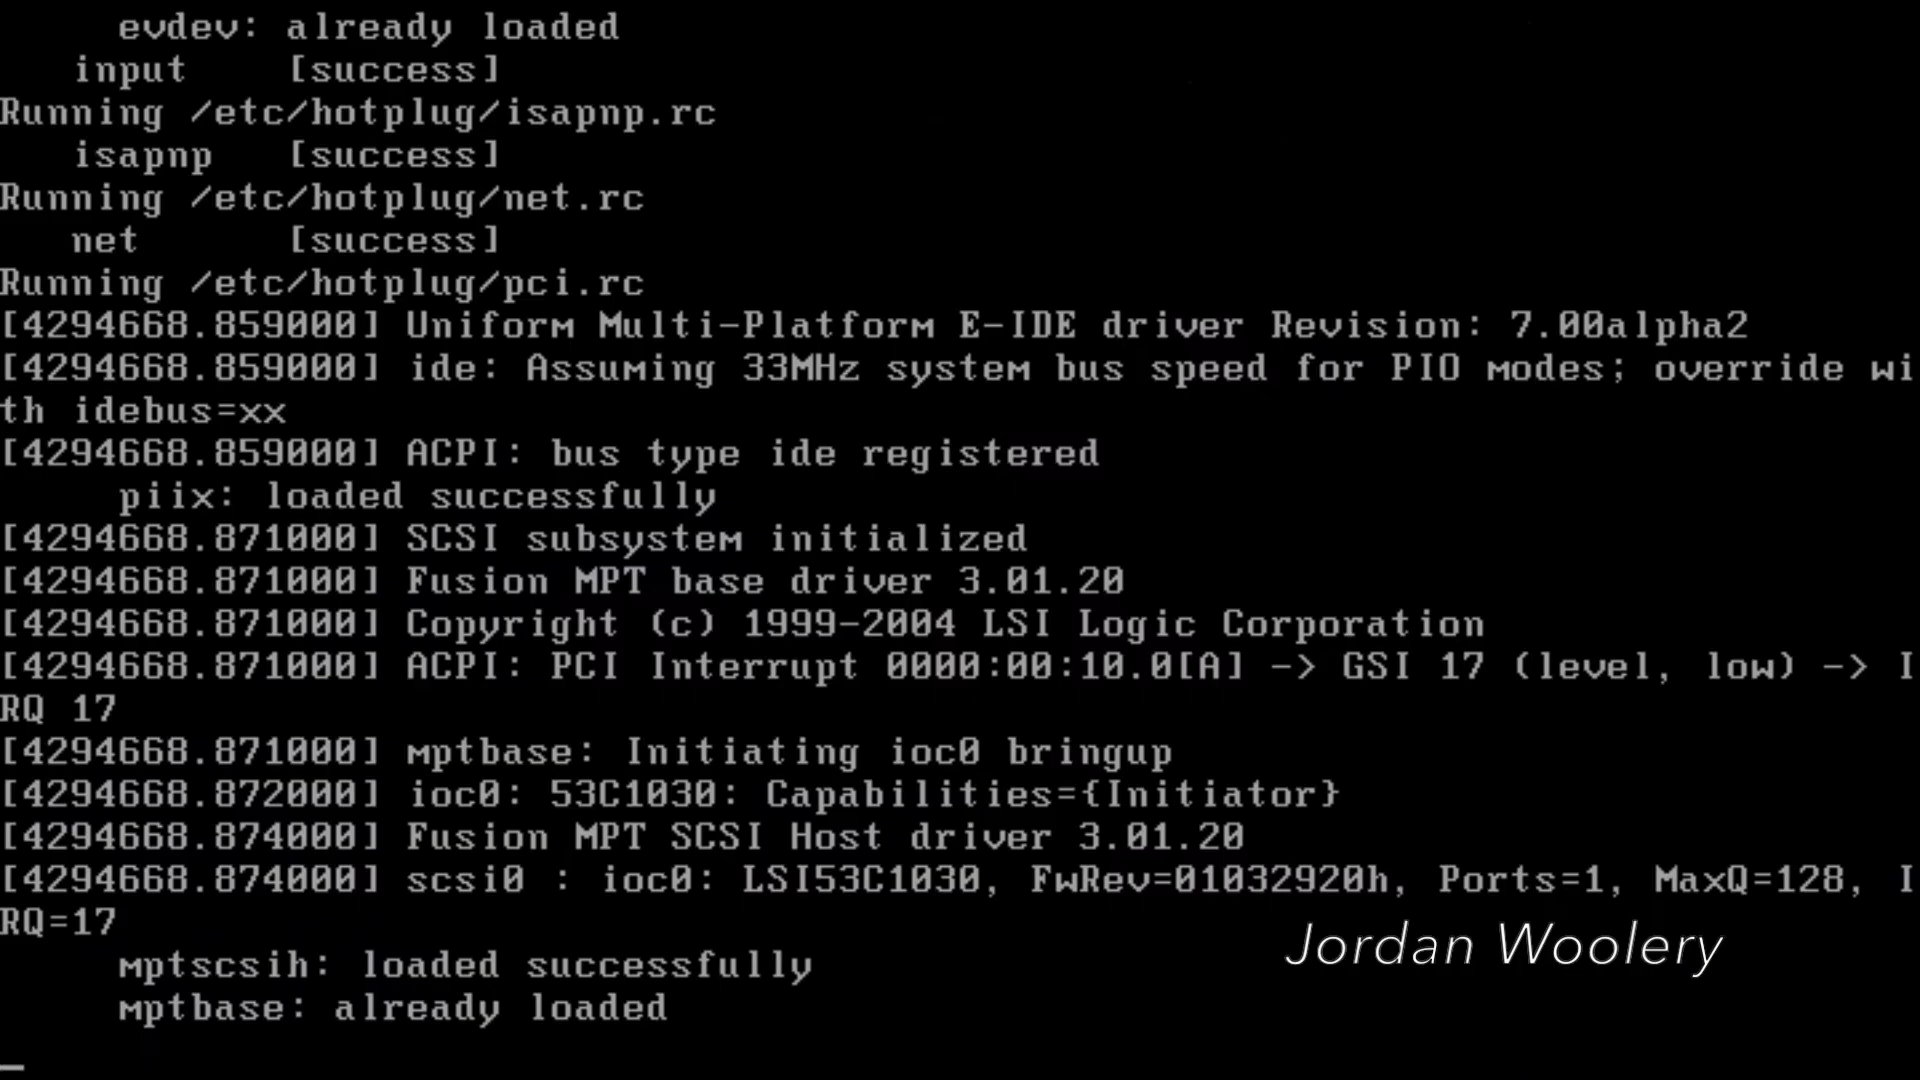 evdev: already loaded
input [success]
Running /etc/hotplug/isapnp.rc
isapnp [success]
Running /etc/hotplug/net.rc
net [success]
Running /etc/hotplug/pci.rc
[4294668.859000] Uniform Multi-Platform E-IDE driver Revision: 7.00alpha2
[4294668.859000] ide: Assuming 33MHz system bus speed for PIO modes; override wi
th idebus=xx
[4294668.859000] ACPI: bus type ide registered
piix: loaded successfully
[4294668.871000] SCSI subsystem initialized
[4294668.871000] Fusion MPT base driver 3.01.20
[4294668.871000] Copyright (c) 1999-2004 LSI Logic Corporation
[4294668.871000] ACPI: PCI Interrupt 0000:00:10.0[A] -> GSI 17 (level, low) -> I
RQ 17
[4294668.871000] mptbase: Initiating ioc0 bringup
[4294668.872000] ioc0: 53C1030: Capabilities={Initiator}
[4294668.874000] Fusion MPT SCSI Host driver 3.01.20
[4294668.874000] scsi0 : ioc0: LSI53C1030, FwRev=01032920h, Ports=1, MaxQ=128, I
RQ=17
mptscsih: loaded successfully
mptbase: already loaded
Jordan Woolery